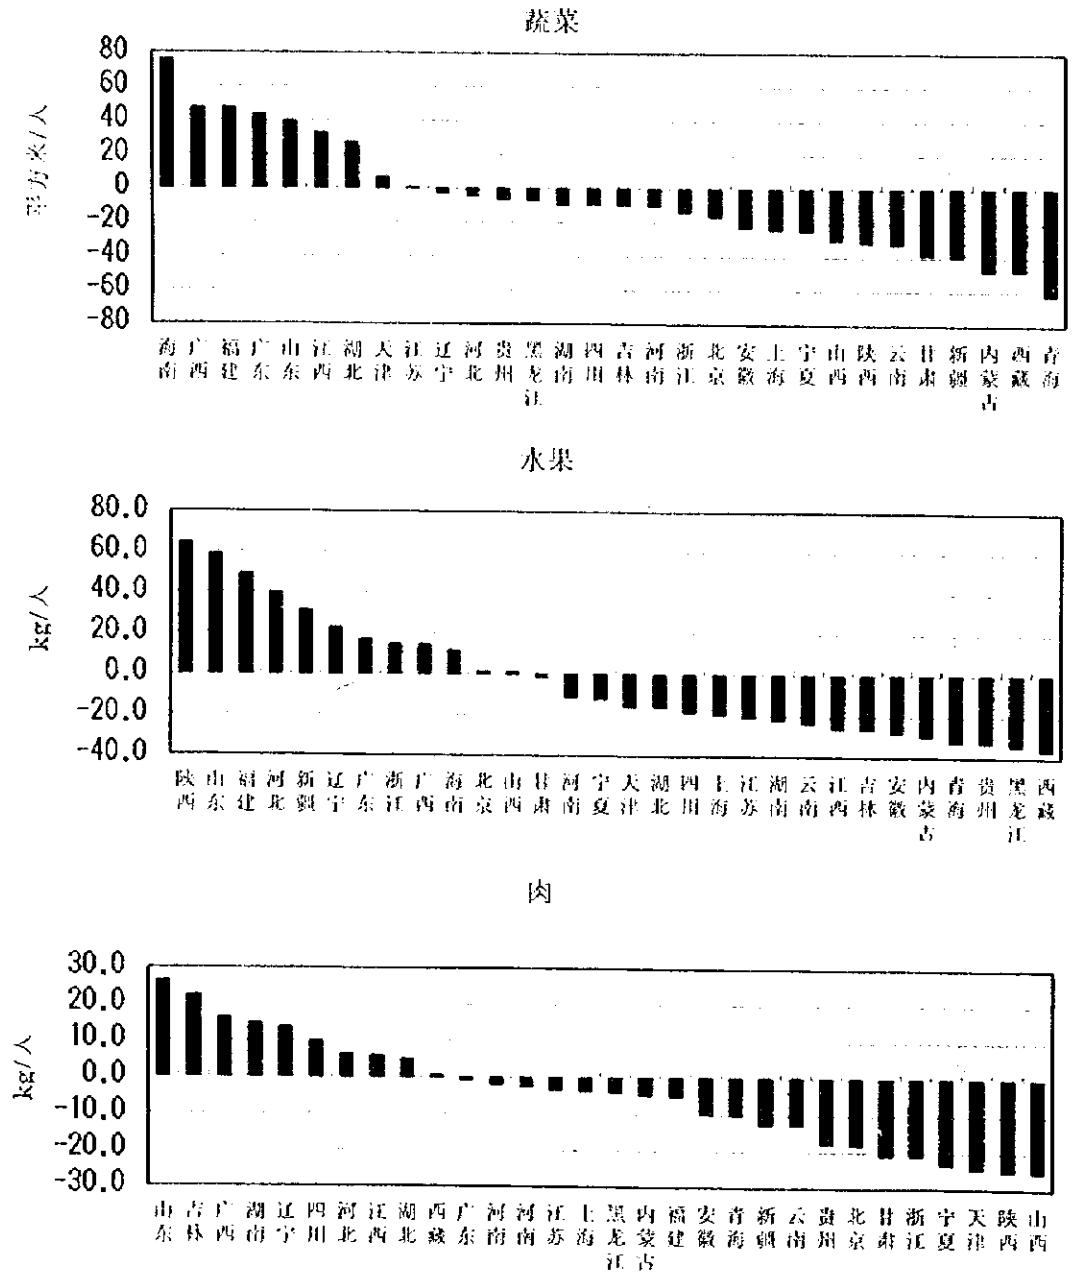 蔬菜
平方米/人
80
60
40
20
0
-20
-40
-60
-80
海南 广西 福建 广东 山东 江西 湖北 天津 江苏 辽宁 河北 贵州 黑龙江 湖南 四川 吉林 河南 浙江 北京 安徽 上海 宁夏 山西 陕西 云南 甘肃 新疆 内蒙古 西藏 青海
水果
kg/人
80.0
60.0
40.0
20.0
0.0
-20.0
-40.0
陕西 山东 福建 河北 新疆 辽宁 广东 浙江 广西 海南 北京 山西 甘肃 河南 宁夏 天津 湖北 四川 上海 江苏 湖南 云南 江西 吉林 安徽 内蒙古 青海 贵州 黑龙江 西藏
肉
kg/人
30.0
20.0
10.0
0.0
-10.0
-20.0
-30.0
山东 吉林 广西 湖南 辽宁 四川 河北 江西 湖北 西藏 广东 河南 河南 江苏 上海 黑龙江 内蒙古 福建 安徽 青海 新疆 云南 贵州 北京 甘肃 浙江 宁夏 天津 陕西 山西